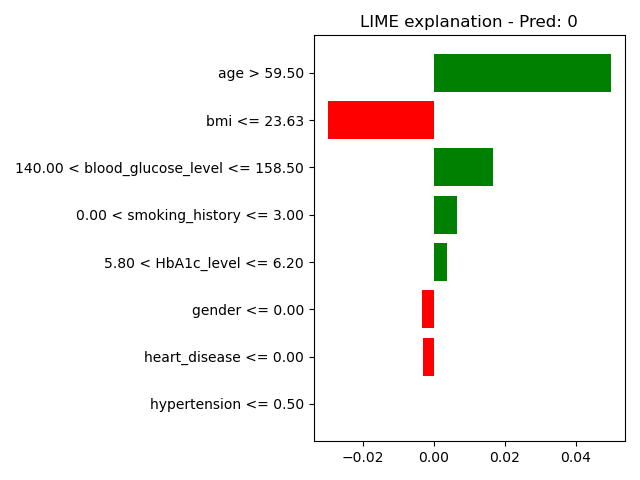 LIME explanation - Pred: 0
age > 59.50
bmi <= 23.63
140.00 < blood_glucose_level <= 158.50
0.00 < smoking_history <= 3.00
5.80 < HbA1c_level <= 6.20
gender <= 0.00
heart_disease <= 0.00
hypertension <= 0.50
−0.02 0.00 0.02 0.04